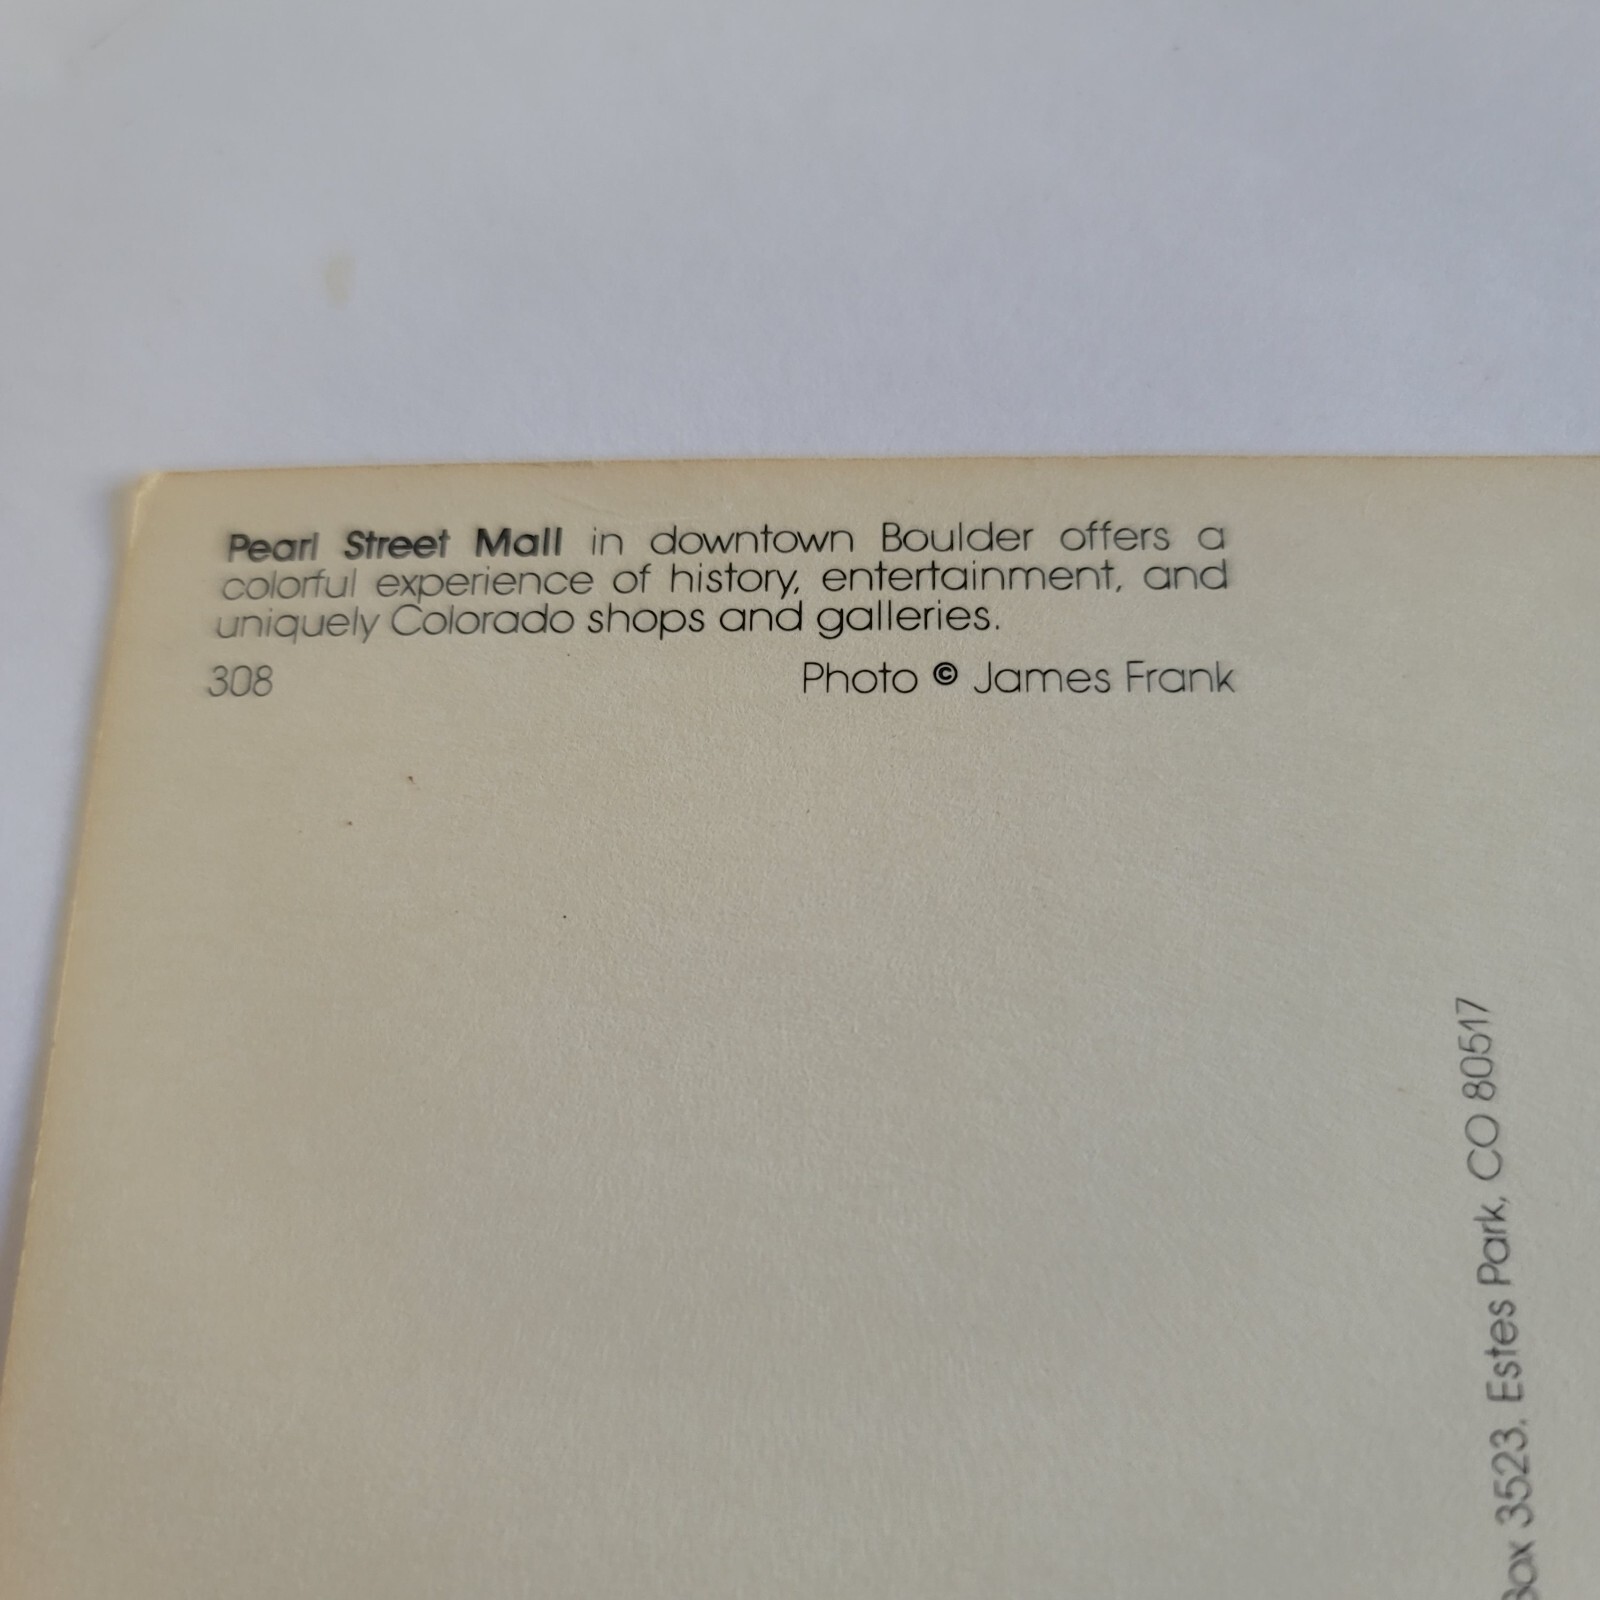 Pearl Street Mall in downtown Boulder offers a
colorful experience of history, entertainment, and
uniquely Colorado shops and galleries.
308 Photo © James Frank
Box 3523, Estes Park, CO 80517